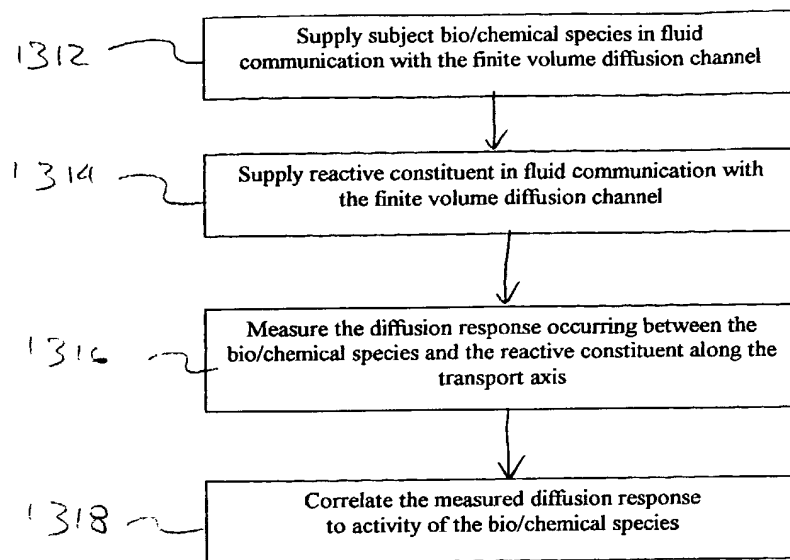 1312
Supply subject bio/chemical species in fluid
communication with the finite volume diffusion channel
1314
Supply reactive constituent in fluid communication with
the finite volume diffusion channel
1316
Measure the diffusion response occurring between the
bio/chemical species and the reactive constituent along the
transport axis
1318
Correlate the measured diffusion response
to activity of the bio/chemical species